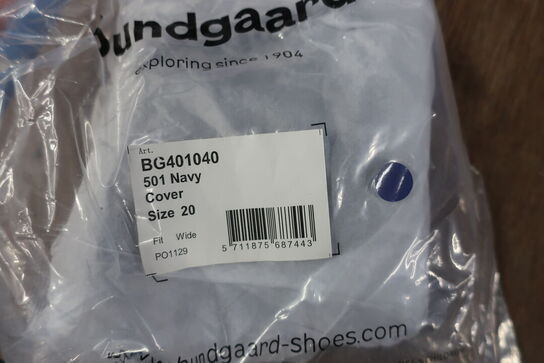 bundgaard
exploring since 1904
Art.
BG401040
501 Navy
Cover
Size 20
Fit Wide
PO1129
5 711875 687443
bundgaard-shoes.com